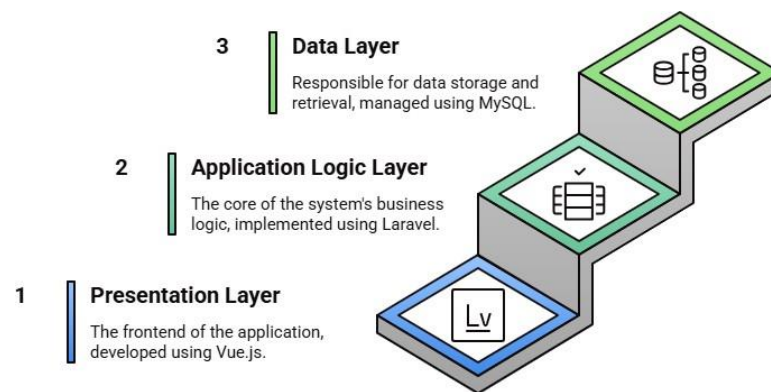 3
Data Layer
Responsible for data storage and
retrieval, managed using MySQL.
2
Application Logic Layer
The core of the system's business
logic, implemented using Laravel.
1
Presentation Layer
The frontend of the application,
developed using Vue.js.
Lv